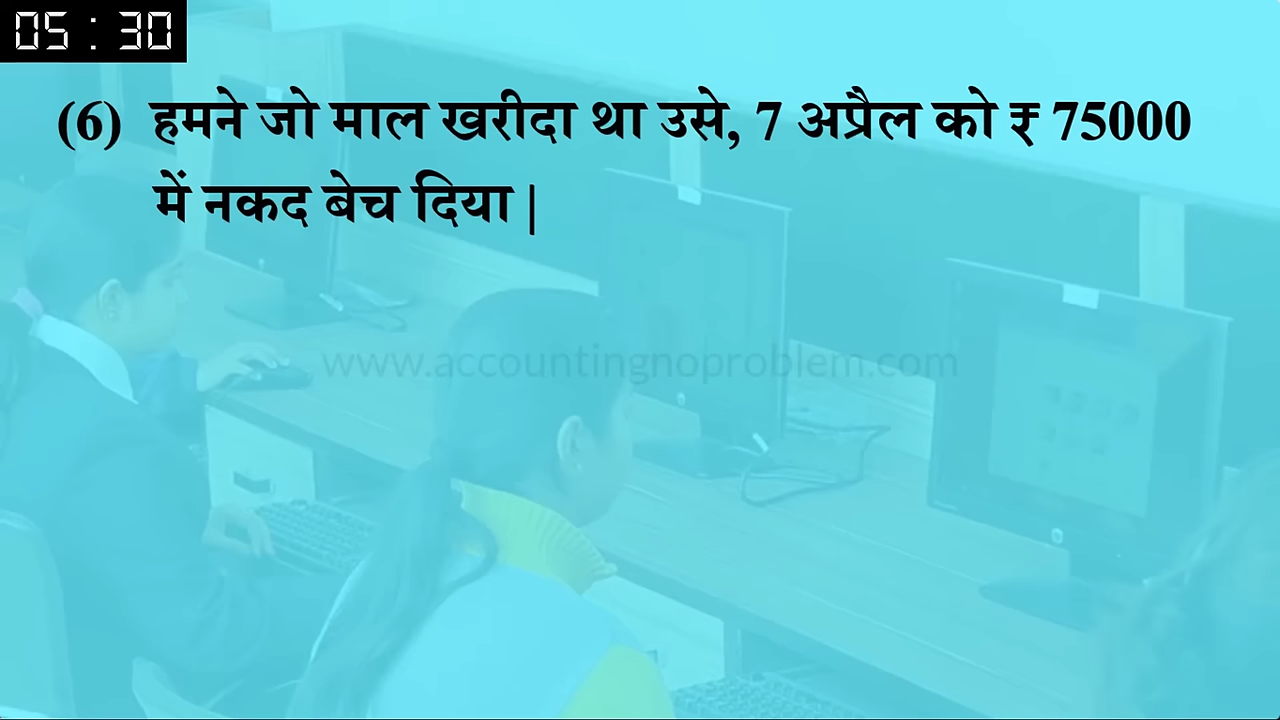 05 : 30
(6) हमने जो माल खरीदा था उसे, 7 अप्रैल को ₹ 75000
में नकद बेच दिया |
www.accountingnoproblem.com